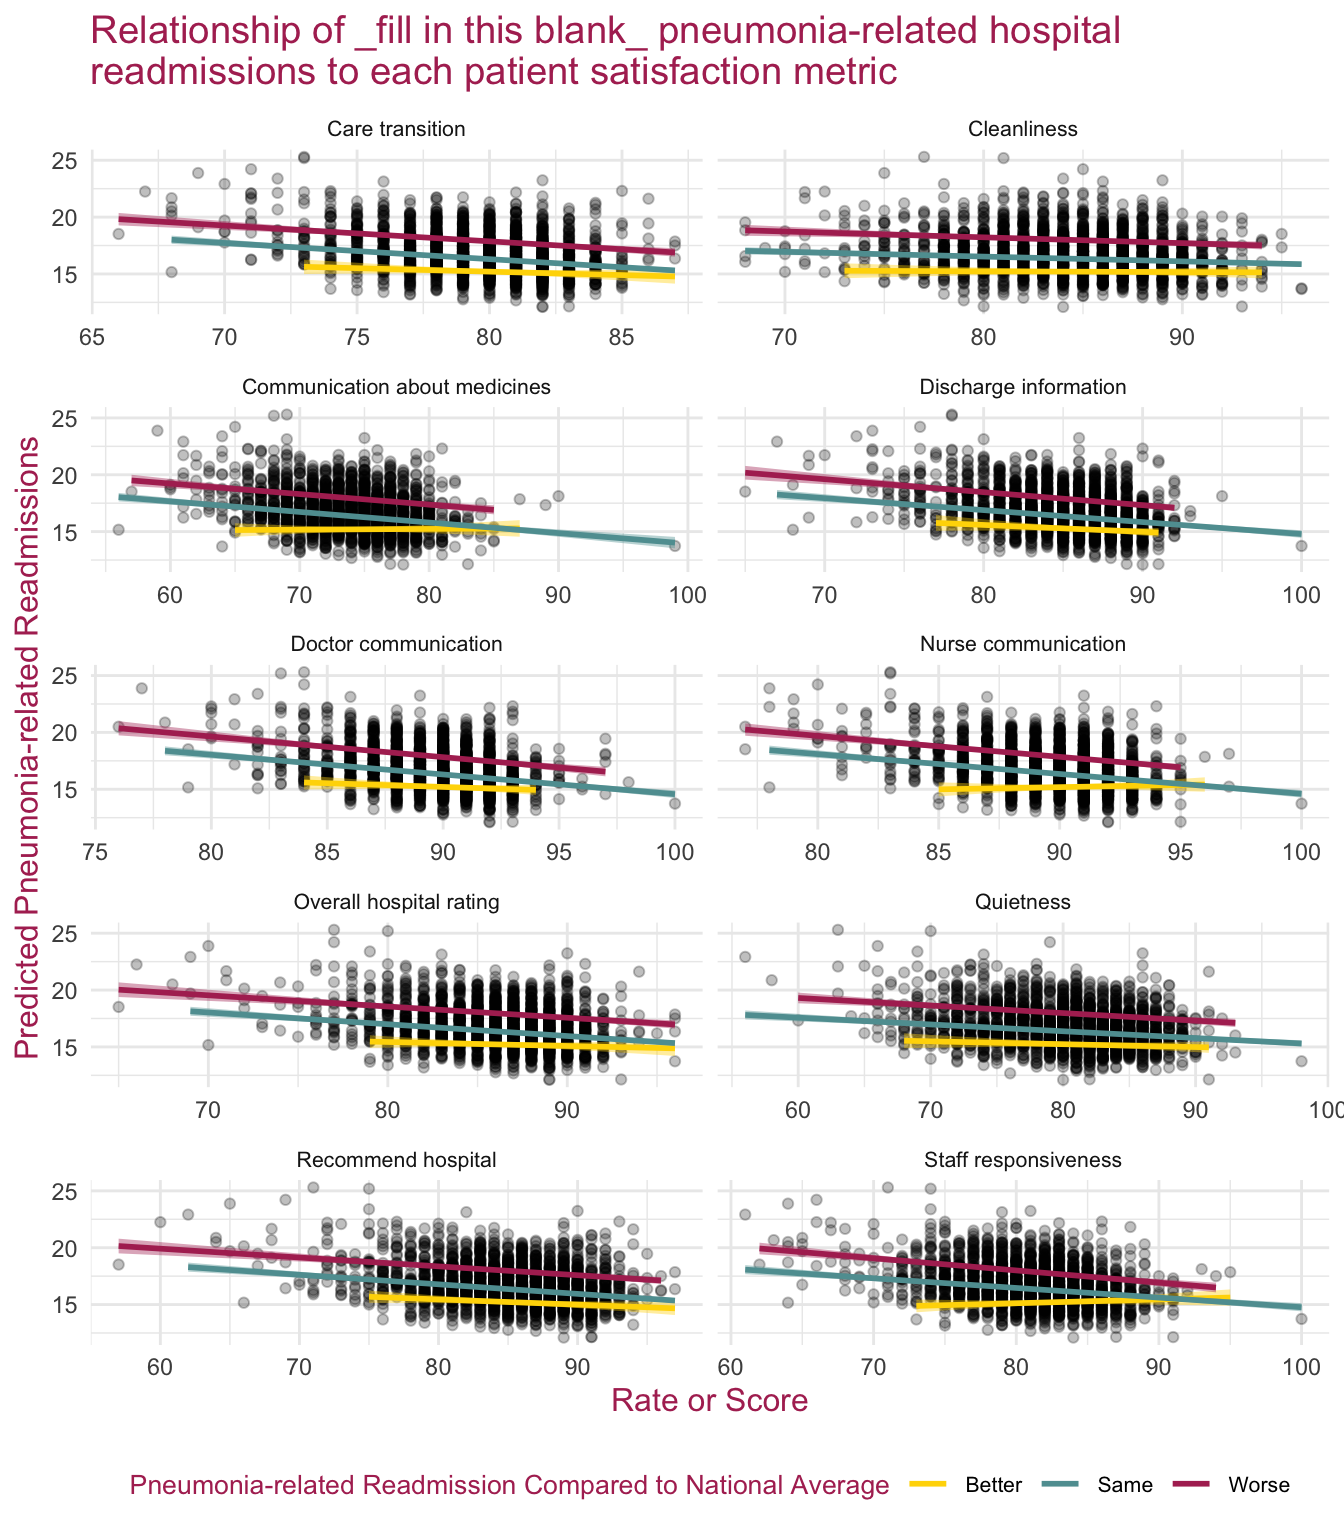 Relationship of _fill in this blank_ pneumonia-related hospital
readmissions to each patient satisfaction metric
Predicted Pneumonia-related Readmissions
Care transition
25
20
15
65 70 75 80 85
Cleanliness
70 80 90
Communication about medicines
25
20
15
60 70 80 90 100
Discharge information
70 80 90 100
Doctor communication
25
20
15
75 80 85 90 95 100
Nurse communication
80 85 90 95 100
Overall hospital rating
25
20
15
70 80 90
Quietness
60 70 80 90 100
Recommend hospital
25
20
15
60 70 80 90
Staff responsiveness
60 70 80 90 100
Rate or Score
Pneumonia-related Readmission Compared to National Average Better Same Worse